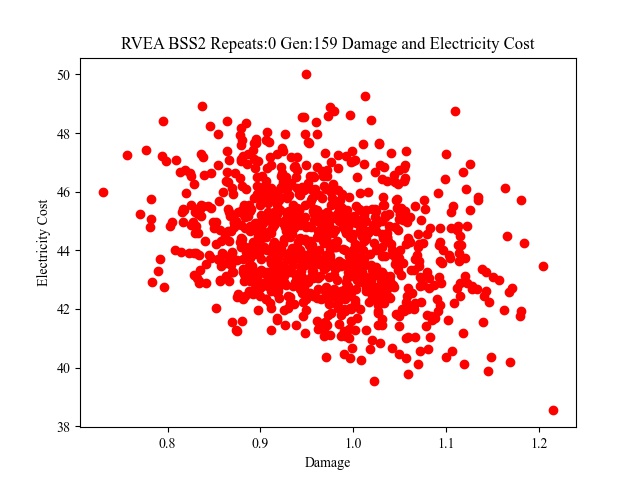 RVEA BSS2 Repeats:0 Gen:159 Damage and Electricity Cost
50
48
46
44
42
40
38
Electricity Cost
0.8 0.9 1.0 1.1 1.2
Damage